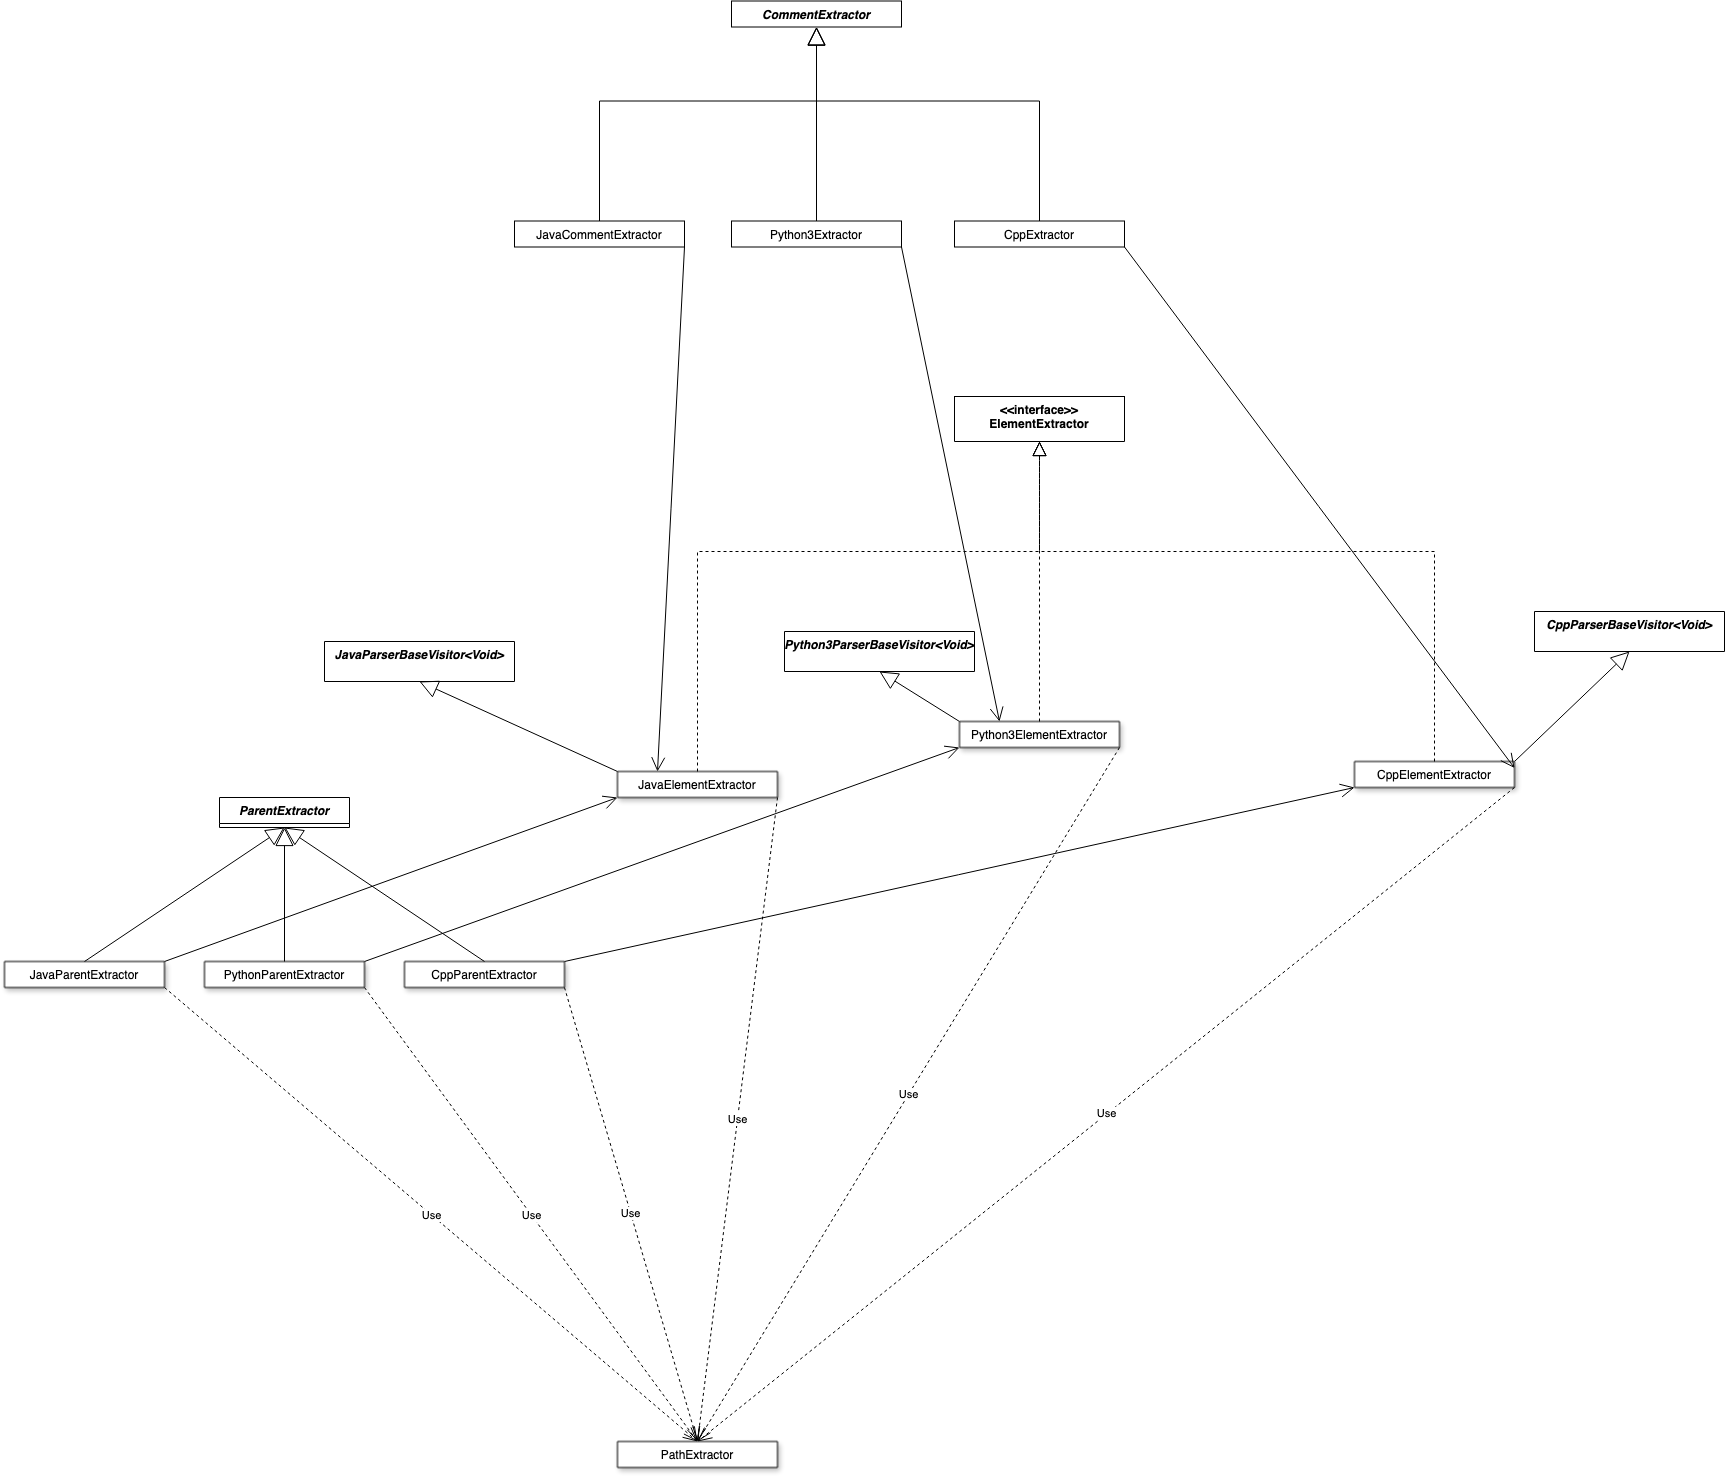 CommentExtractor
JavaCommentExtractor
Python3Extractor
CppExtractor
<<interface>>
ElementExtractor
CppParserBaseVisitor<Void>
JavaParserBaseVisitor<Void>
Python3ParserBaseVisitor<Void>
Python3ElementExtractor
JavaElementExtractor
CppElementExtractor
ParentExtractor
JavaParentExtractor
PythonParentExtractor
CppParentExtractor
Use
Use
Use
Use
Use
Use
PathExtractor